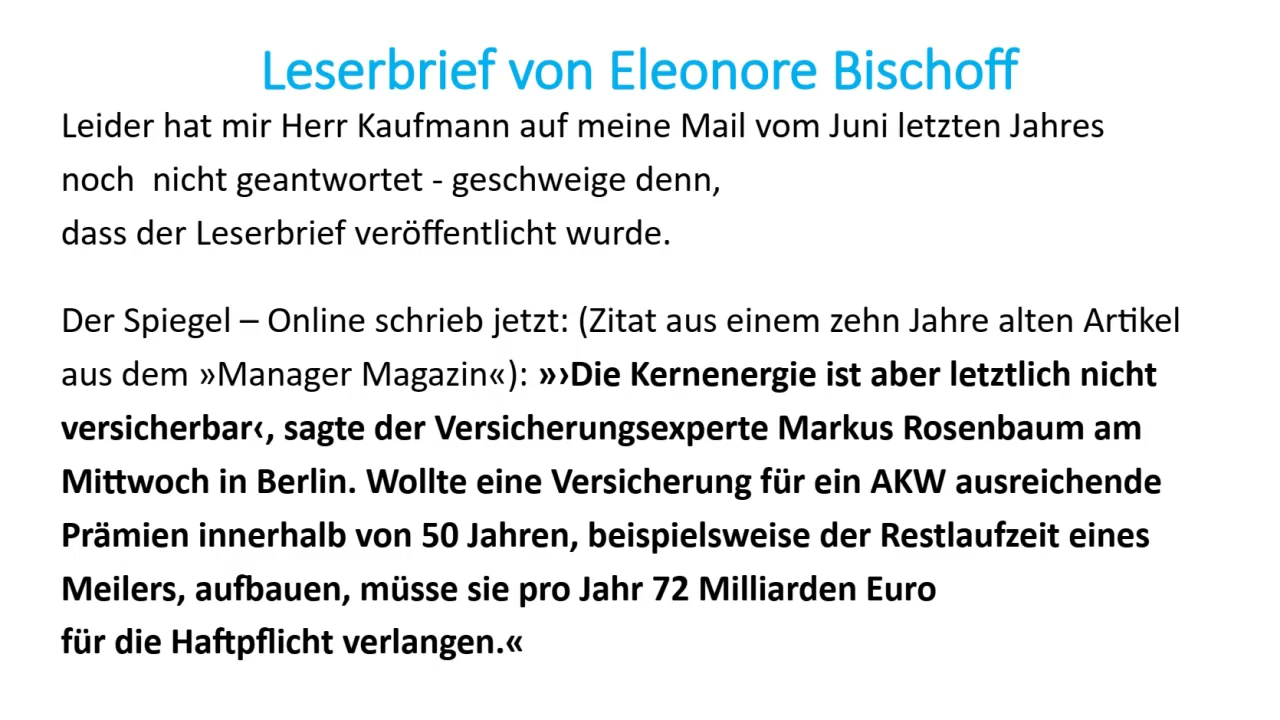 Leserbrief von Eleonore Bischoff
Leider hat mir Herr Kaufmann auf meine Mail vom Juni letzten Jahres
noch  nicht geantwortet - geschweige denn,
dass der Leserbrief veröffentlicht wurde.
Der Spiegel – Online schrieb jetzt: (Zitat aus einem zehn Jahre alten Artikel
aus dem »Manager Magazin«): »›Die Kernenergie ist aber letztlich nicht
versicherbar‹, sagte der Versicherungsexperte Markus Rosenbaum am
Mittwoch in Berlin. Wollte eine Versicherung für ein AKW ausreichende
Prämien innerhalb von 50 Jahren, beispielsweise der Restlaufzeit eines
Meilers, aufbauen, müsse sie pro Jahr 72 Milliarden Euro
für die Haftpflicht verlangen.«